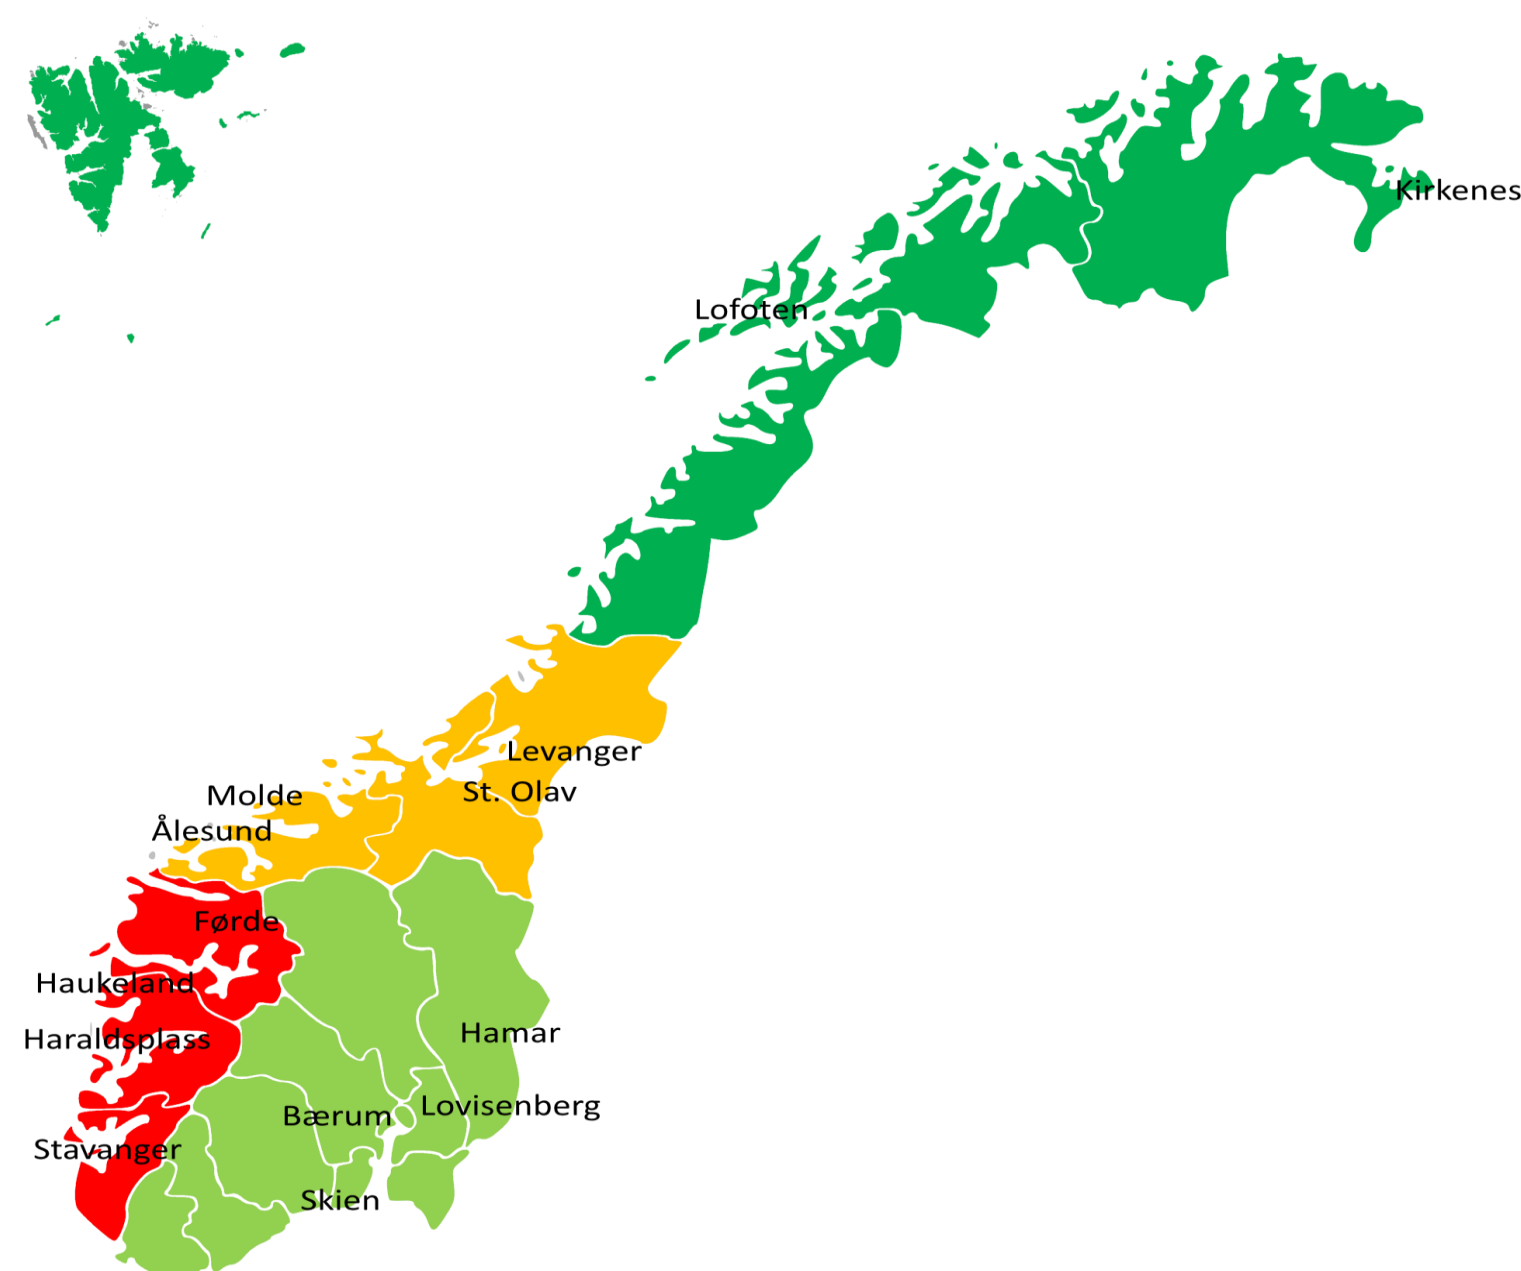 Kirkenes
Lofoten
Levanger
St. Olav
Molde
Ålesund
Førde
Haukeland
Haraldsplass
Hamar
Lovisenberg
Bærum
Stavanger
Skien